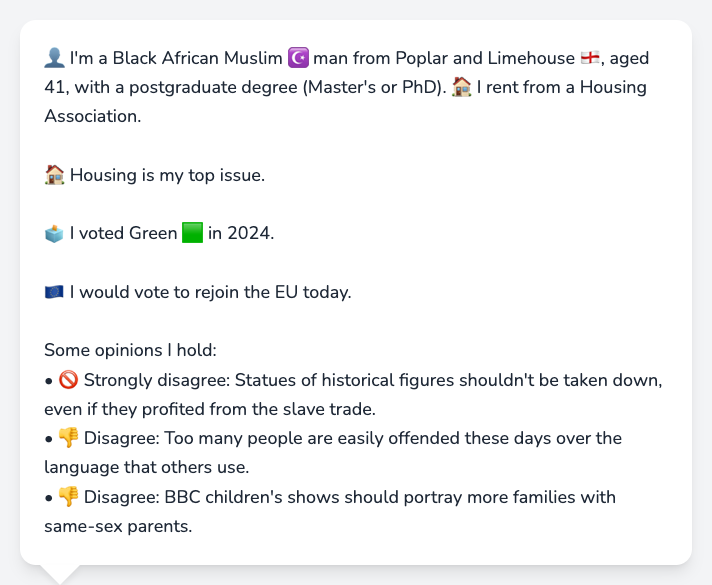 👤 I'm a Black African Muslim ☪️ man from Poplar and Limehouse 🏴󠁧󠁢󠁥󠁮󠁧󠁿, aged
41, with a postgraduate degree (Master's or PhD). 🏠 I rent from a Housing
Association.
🏠 Housing is my top issue.
🗳️ I voted Green 🟩 in 2024.
🇪🇺 I would vote to rejoin the EU today.
Some opinions I hold:
• 🚫 Strongly disagree: Statues of historical figures shouldn't be taken down,
even if they profited from the slave trade.
• 👎 Disagree: Too many people are easily offended these days over the
language that others use.
• 👎 Disagree: BBC children's shows should portray more families with
same-sex parents.